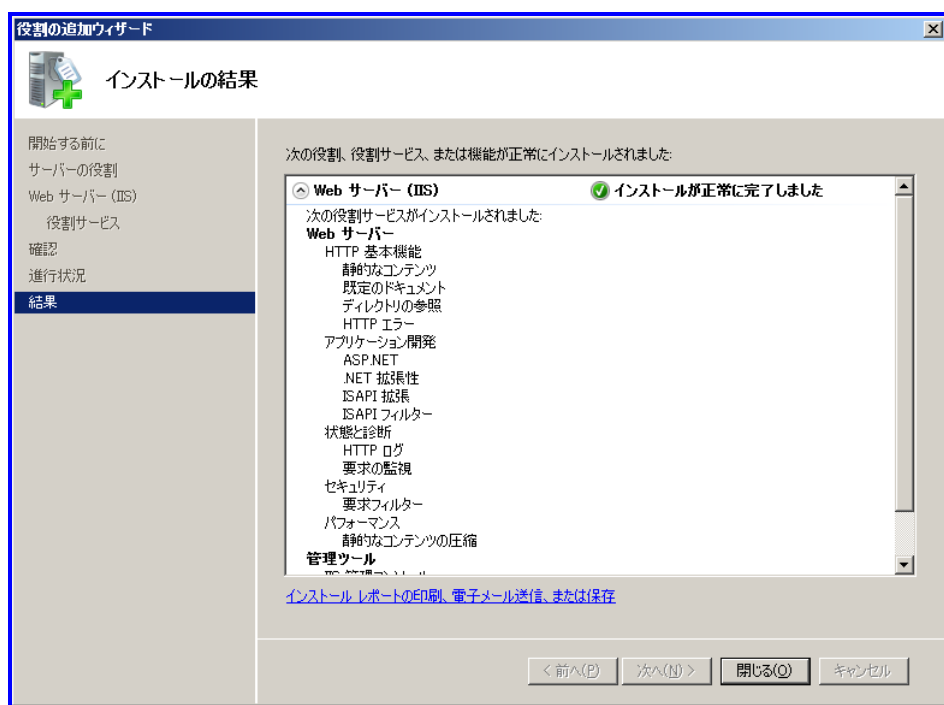 役割の追加ウィザード
インストールの結果
開始する前に
サーバーの役割
Web サーバー (IIS)
役割サービス
確認
進行状況
結果
次の役割、役割サービス、または機能が正常にインストールされました:
Web サーバー (IIS) インストールが正常に完了しました
次の役割サービスがインストールされました:
Web サーバー
HTTP 基本機能
静的なコンテンツ
既定のドキュメント
ディレクトリの参照
HTTP エラー
アプリケーション開発
ASP.NET
.NET 拡張性
ISAPI 拡張
ISAPI フィルター
状態と診断
HTTP ログ
要求の監視
セキュリティ
要求フィルター
パフォーマンス
静的なコンテンツの圧縮
管理ツール
インストール レポートの印刷、電子メール送信、または保存
< 前へ(P) 次へ(N) > 閉じる(O) キャンセル